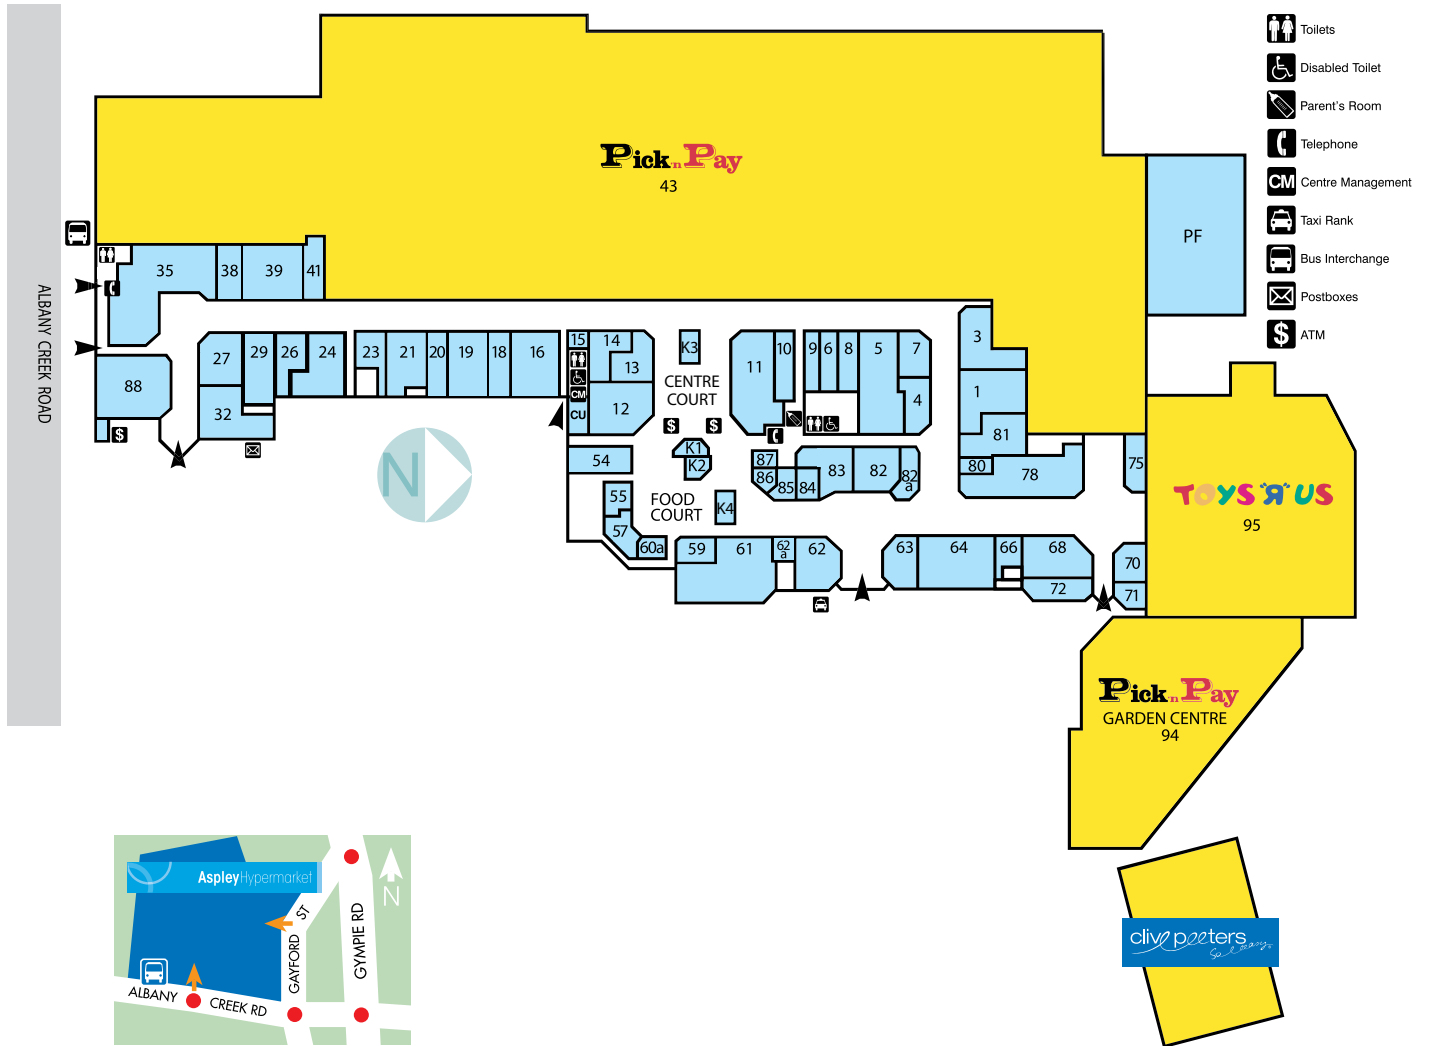 Toilets
Disabled Toilet
Parent's Room
Telephone
CM Centre Management
Taxi Rank
Bus Interchange
Postboxes
$ ATM
Pick 'n Pay
43
PF
ALBANY CREEK ROAD
35
38
39
41
27
29
26
24
23
21
20
19
18
16
15
14
13
12
CM
CU
K3
CENTRE
COURT
11
10
9
6
8
5
7
4
3
1
81
80
78
75
88
32
$
$
$
N
54
K1
K2
87
86
85
84
83
82
82
a
55
57
60a
FOOD
COURT
K4
59
61
62
a
62
63
64
66
68
72
70
71
TOYS "R" US
95
Pick 'n Pay
GARDEN CENTRE
94
AspleyHypermarket
N
GAYFORD ST
GYMPIE RD
ALBANY CREEK RD
clive peeters
So easy.